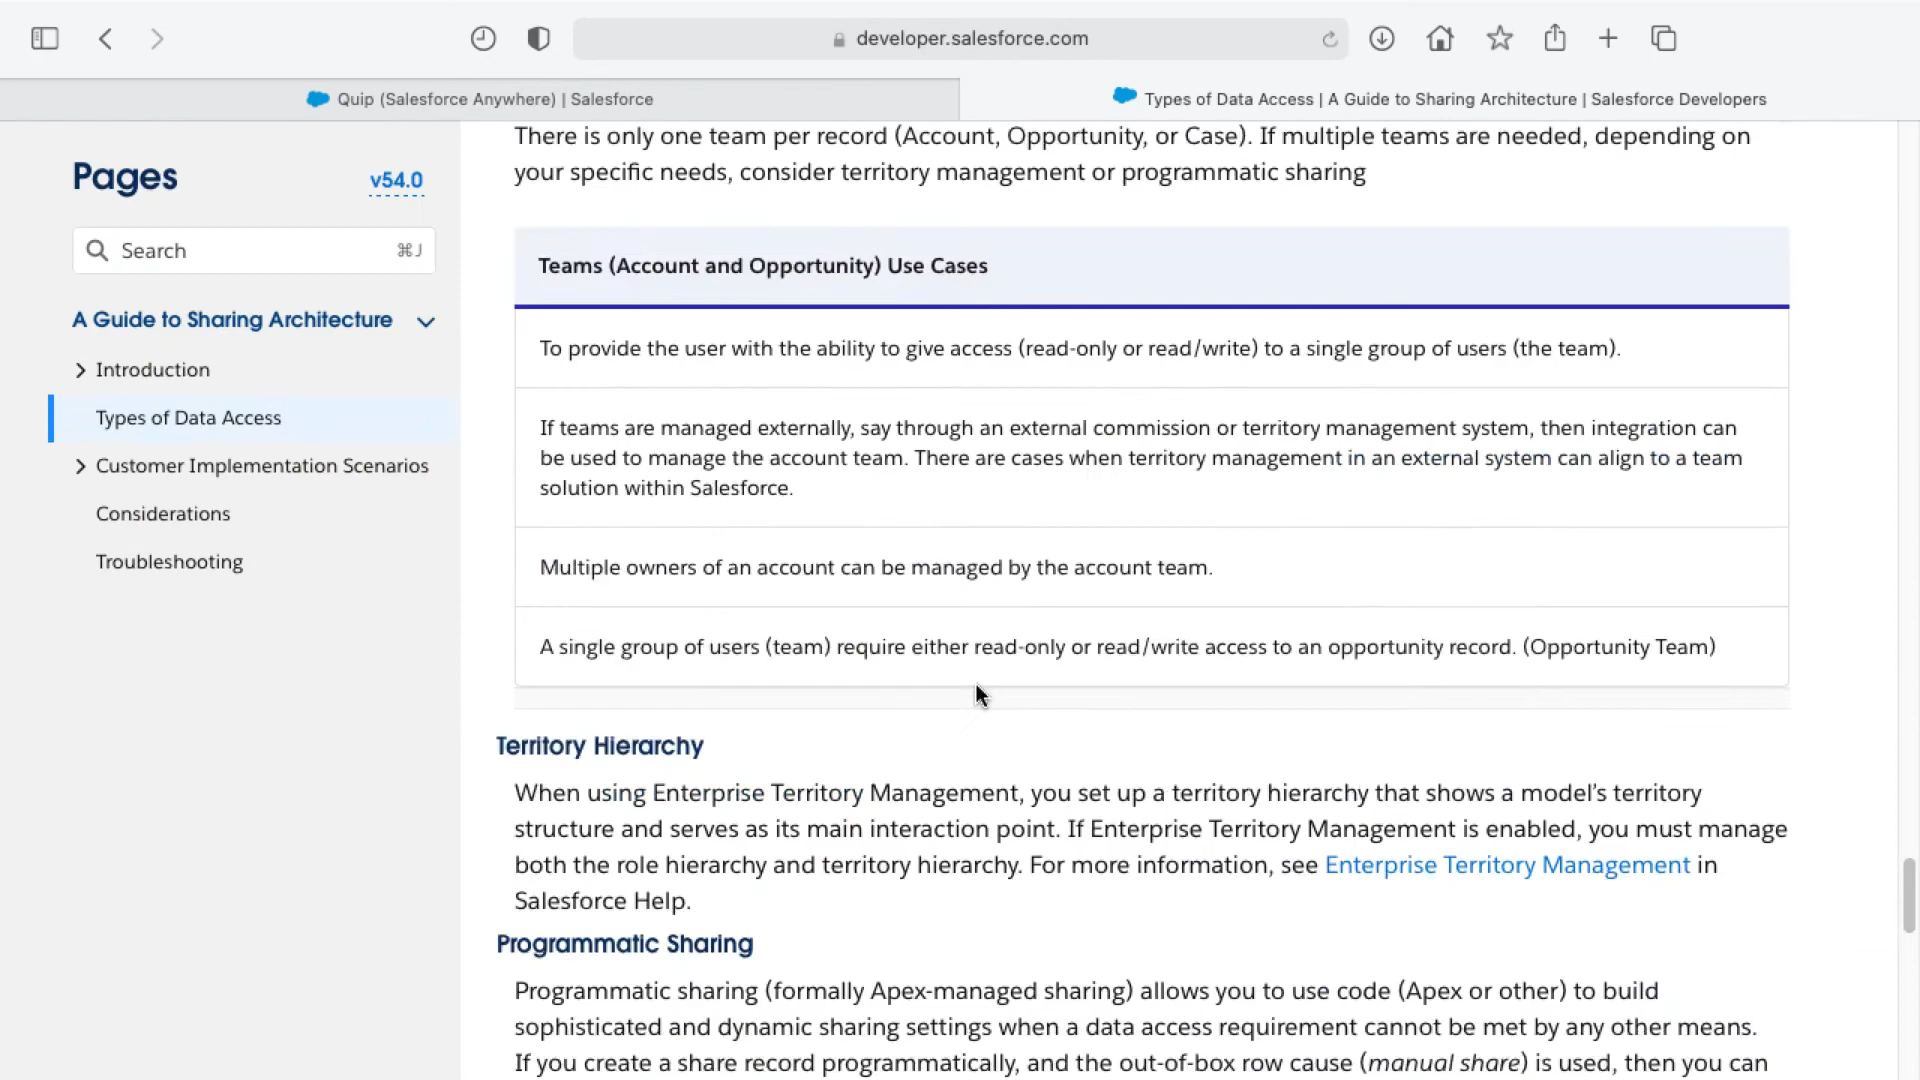 developer.salesforce.com
Quip (Salesforce Anywhere) | Salesforce
Types of Data Access | A Guide to Sharing Architecture | Salesforce Developers
Pages
v54.0
Search
⌘J
A Guide to Sharing Architecture
Introduction
Types of Data Access
Customer Implementation Scenarios
Considerations
Troubleshooting
There is only one team per record (Account, Opportunity, or Case). If multiple teams are needed, depending on
your specific needs, consider territory management or programmatic sharing
Teams (Account and Opportunity) Use Cases
To provide the user with the ability to give access (read-only or read/write) to a single group of users (the team).
If teams are managed externally, say through an external commission or territory management system, then integration can
be used to manage the account team. There are cases when territory management in an external system can align to a team
solution within Salesforce.
Multiple owners of an account can be managed by the account team.
A single group of users (team) require either read-only or read/write access to an opportunity record. (Opportunity Team)
Territory Hierarchy
When using Enterprise Territory Management, you set up a territory hierarchy that shows a model’s territory
structure and serves as its main interaction point. If Enterprise Territory Management is enabled, you must manage
both the role hierarchy and territory hierarchy. For more information, see Enterprise Territory Management in
Salesforce Help.
Programmatic Sharing
Programmatic sharing (formally Apex-managed sharing) allows you to use code (Apex or other) to build
sophisticated and dynamic sharing settings when a data access requirement cannot be met by any other means.
If you create a share record programmatically, and the out-of-box row cause (manual share) is used, then you can